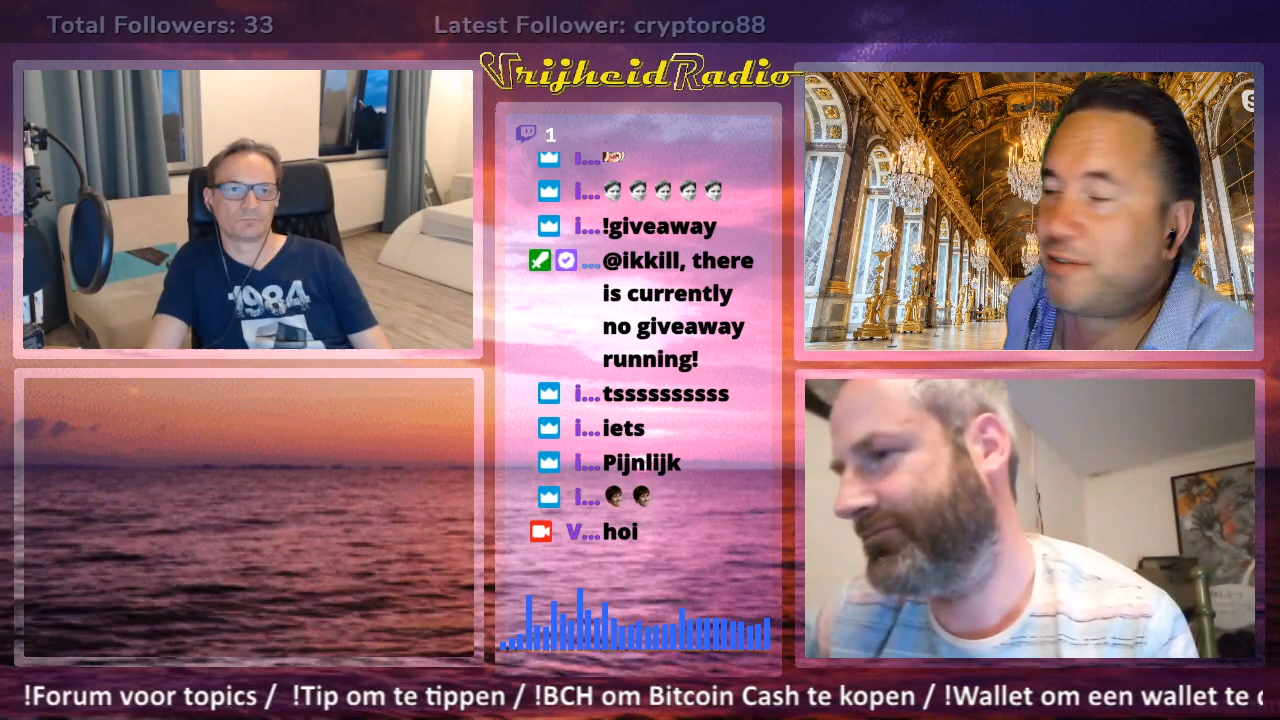 Total Followers: 33
Latest Follower: cryptoro88
VrijheidRadio
1
i...
i...
i... !giveaway
... @ikkill, there
is currently
no giveaway
running!
i... tssssssssss
i... iets
i... Pijnlijk
i...
V... hoi
1984
!Forum voor topics / !Tip om te tippen / !BCH om Bitcoin Cash te kopen / !Wallet om een wallet te